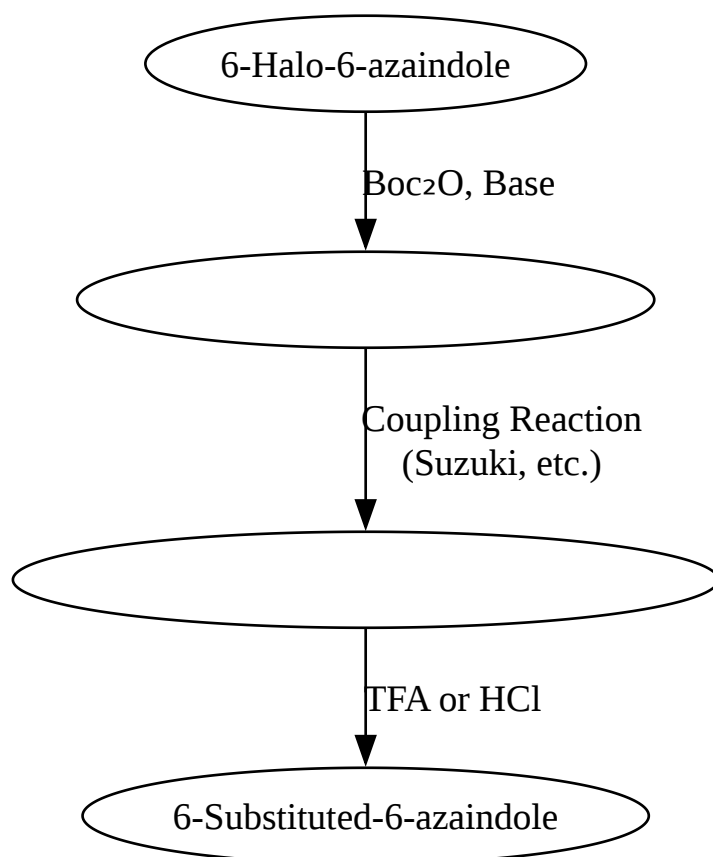 6-Halo-6-azaindole
Boc₂O, Base
Coupling Reaction
(Suzuki, etc.)
TFA or HCl
6-Substituted-6-azaindole